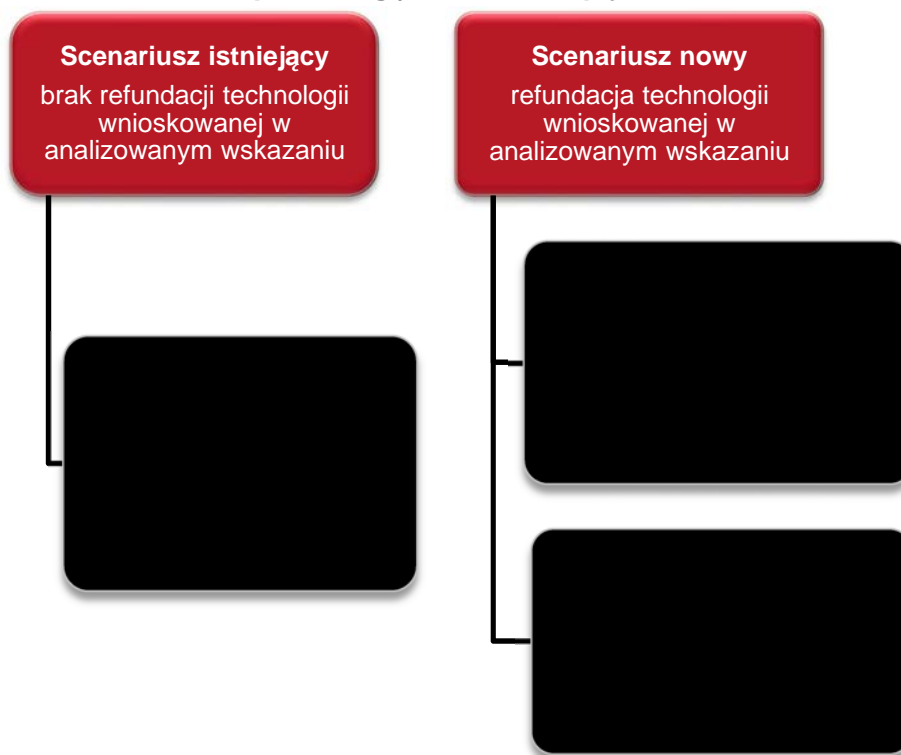 Scenariusz istniejący
brak refundacji technologii
wnioskowanej w
analizowanym wskazaniu
Scenariusz nowy
refundacja technologii
wnioskowanej w
analizowanym wskazaniu